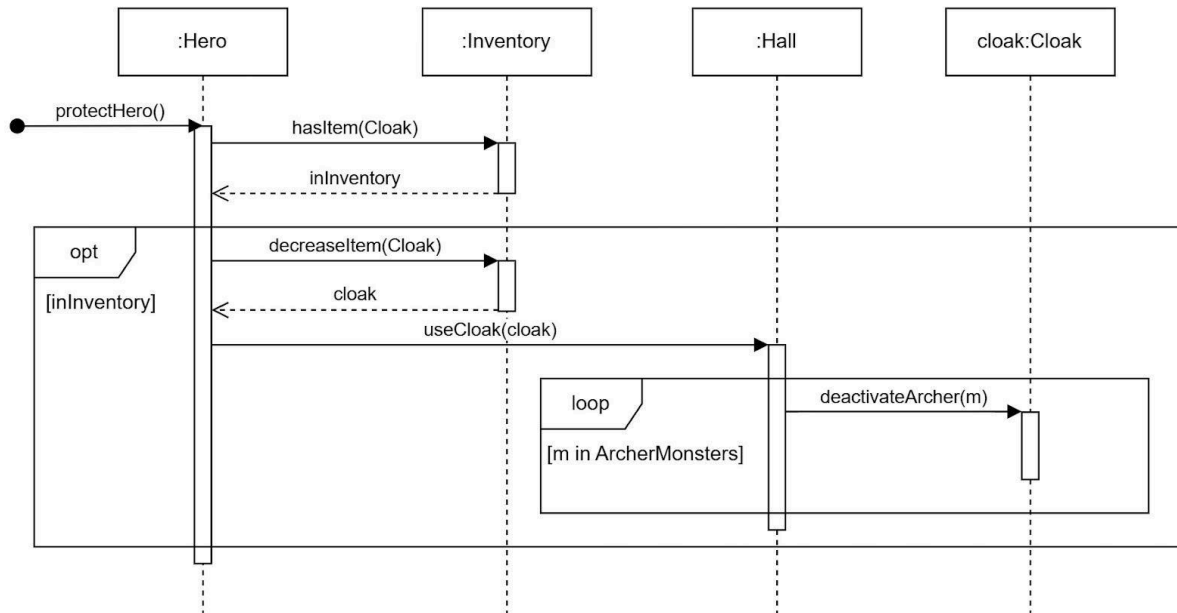 :Hero
:Inventory
:Hall
cloak:Cloak
protectHero()
hasItem(Cloak)
inInventory
opt
decreaseItem(Cloak)
[inInventory]
cloak
useCloak(cloak)
loop
deactivateArcher(m)
[m in ArcherMonsters]